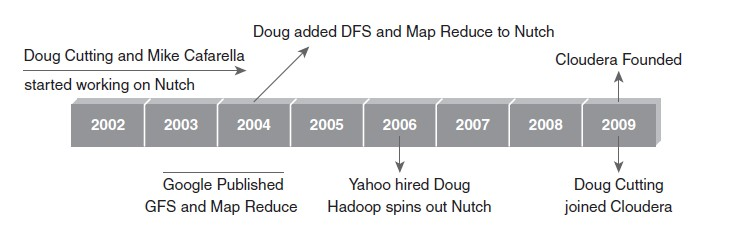 Doug added DFS and Map Reduce to Nutch
Doug Cutting and Mike Cafarella
started working on Nutch
Cloudera Founded
2002 2003 2004 2005 2006 2007 2008 2009
Google Published
GFS and Map Reduce
Yahoo hired Doug
Hadoop spins out Nutch
Doug Cutting
joined Cloudera